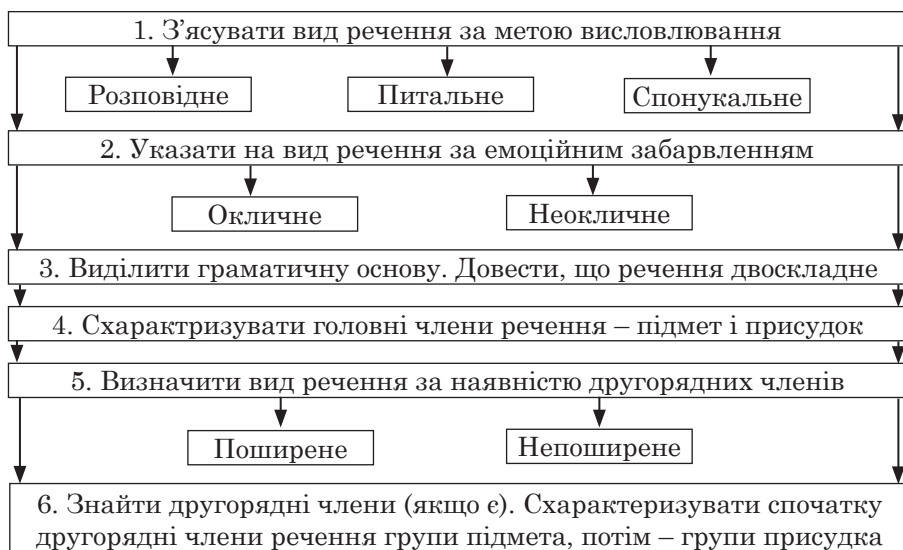 1. З'ясувати вид речення за метою висловлювання
Розповідне Питальне Спонукальне
2. Указати на вид речення за емоційним забарвленням
Окличне Неокличне
3. Виділити граматичну основу. Довести, що речення двоскладне
4. Схарактризувати головні члени речення – підмет і присудок
5. Визначити вид речення за наявністю другорядних членів
Поширене Непоширене
6. Знайти другорядні члени (якщо є). Схарактеризувати спочатку
другорядні члени речення групи підмета, потім – групи присудка